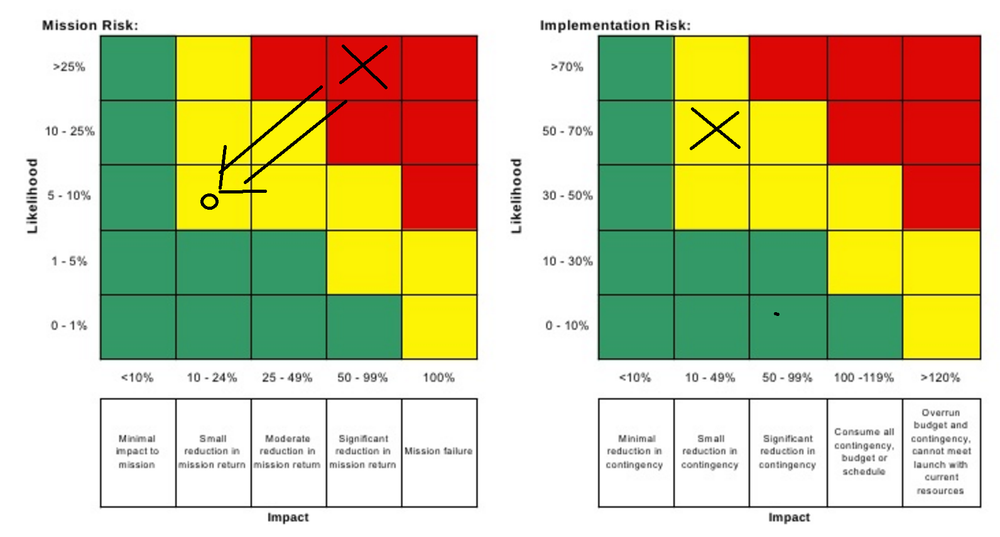 Mission Risk:
>25%
10 - 25%
5 - 10%
1 - 5%
0 - 1%
Likelihood
<10%
10 - 24%
25 - 49%
50 - 99%
100%
Minimal
impact to
mission
Small
reduction in
mission return
Moderate
reduction in
mission return
Significant
reduction in
mission return
Mission failure
Impact
Implementation Risk:
>70%
50 - 70%
30 - 50%
10 - 30%
0 - 10%
Likelihood
<10%
10 - 49%
50 - 99%
100 -119%
>120%
Minimal
reduction in
contingency
Small
reduction in
contingency
Significant
reduction in
contingency
Consume all
contingency,
budget or
schedule
Overrun
budget and
contingency,
cannot meet
launch with
current
resources
Impact